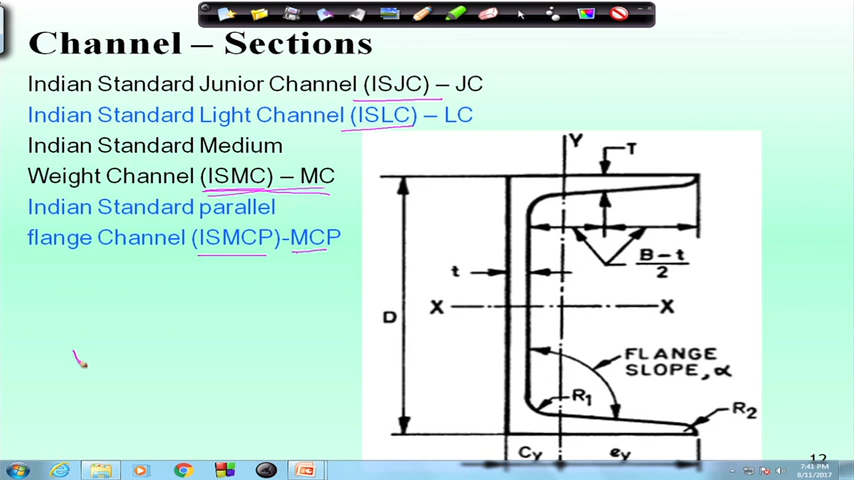 Channel – Sections
Indian Standard Junior Channel (ISJC) – JC
Indian Standard Light Channel (ISLC) – LC
Indian Standard Medium
Weight Channel (ISMC) – MC
Indian Standard parallel
flange Channel (ISMCP)-MCP
Y
T
B-t
2
t
X
X
D
FLANGE
SLOPE, α
R1
R2
Cy
ey
12
7:41 PM
8/11/2017